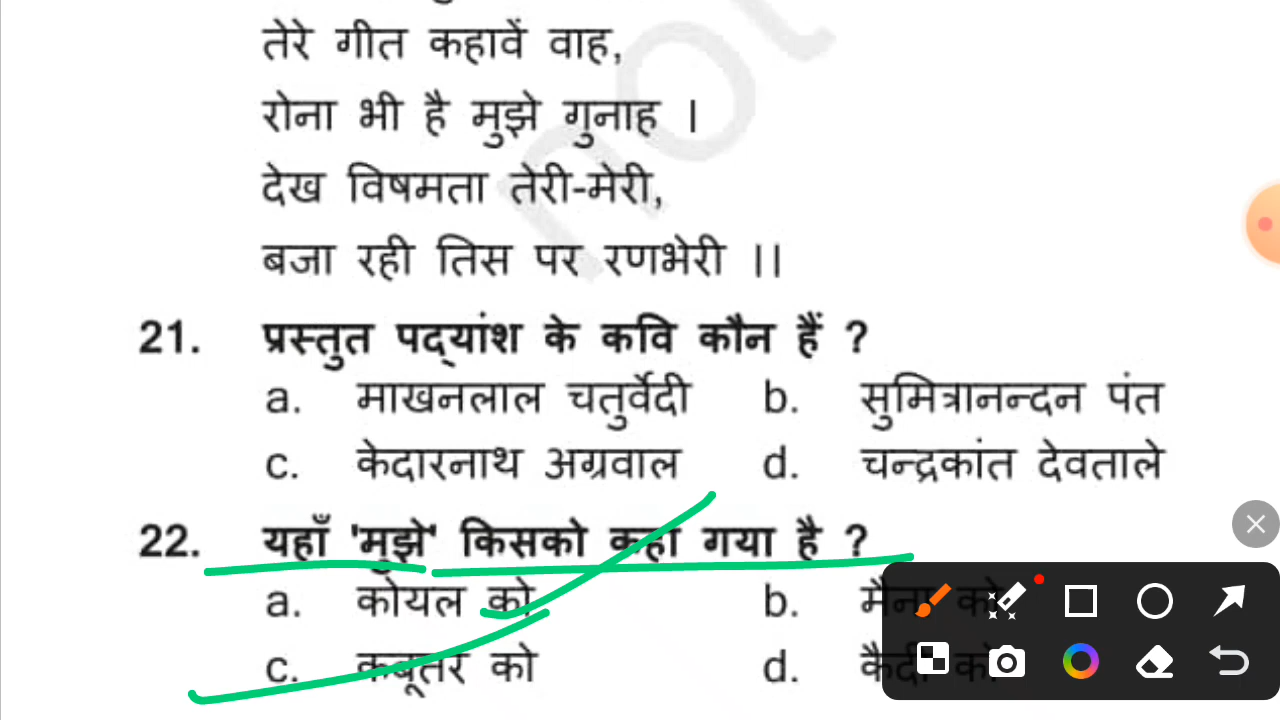 तेरे गीत कहावें वाह,
रोना भी है मुझे गुनाह ।
देख विषमता तेरी-मेरी,
बजा रही तिस पर रणभेरी ।।
21. प्रस्तुत पद्यांश के कवि कौन हैं ?
a. माखनलाल चतुर्वेदी b. सुमित्रानन्दन पंत
c. केदारनाथ अग्रवाल d. चन्द्रकांत देवताले
22. यहाँ 'मुझे' किसको कहा गया है ?
a. कोयल को b. मैना को
c. कबूतर को d. कैदी को
not